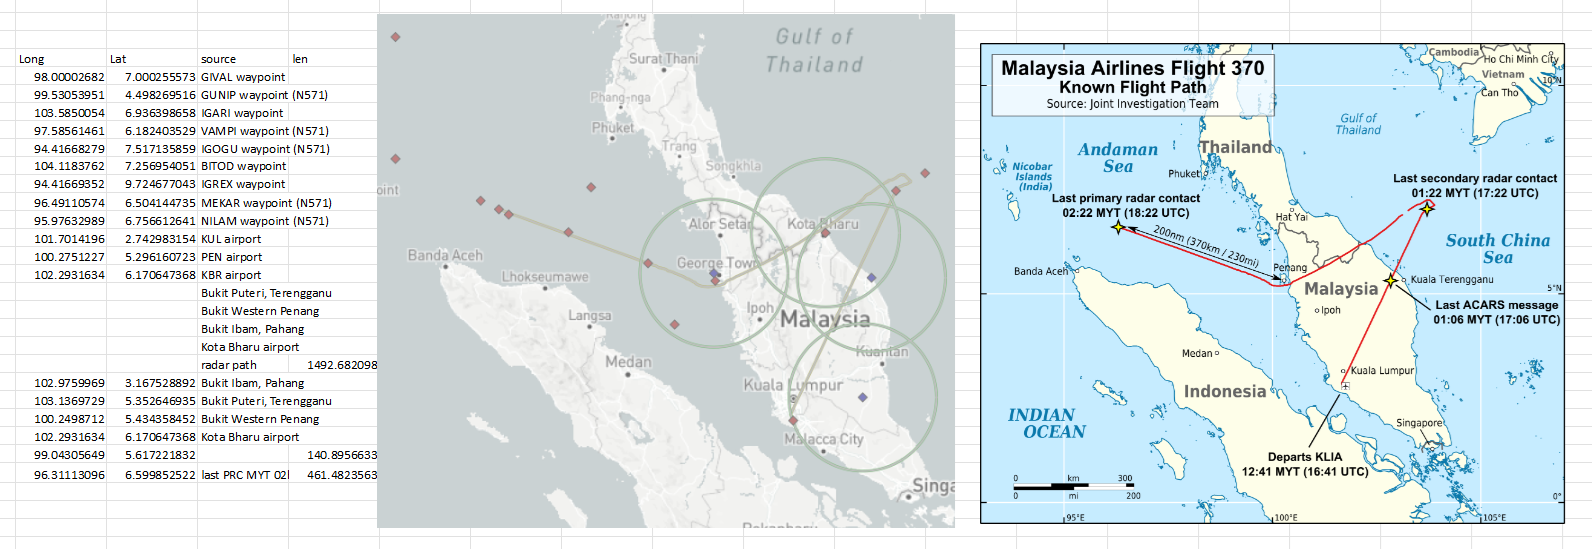 Long Lat source len
98.00002682 7.000255573 GIVAL waypoint
99.53053951 4.498269516 GUNIP waypoint (N571)
103.5850054 6.936398658 IGARI waypoint
97.58561461 6.182403529 VAMPI waypoint (N571)
94.41668279 7.517135859 IGOGU waypoint (N571)
104.1183762 7.256954051 BITOD waypoint
94.41669352 9.724677043 IGREX waypoint
96.49110574 6.504144735 MEKAR waypoint (N571)
95.97632989 6.756612641 NILAM waypoint (N571)
101.7014196 2.742983154 KUL airport
100.2751227 5.296160723 PEN airport
102.2931634 6.170647368 KBR airport
Bukit Puteri, Terengganu
Bukit Western Penang
Bukit Ibam, Pahang
Kota Bharu airport
radar path 1492.682098
102.9759969 3.167528892 Bukit Ibam, Pahang
103.1369729 5.352646935 Bukit Puteri, Terengganu
100.2498712 5.434358452 Bukit Western Penang
102.2931634 6.170647368 Kota Bharu airport
99.04305649 5.617221832 140.8956633
96.31113096 6.599852522 last PRC MYT 02 461.4823563
Ranong
Gulf of
Thailand
Surat Thani
Phang-nga
Phuket
Trang
Songkhla
oint
Alor Setar
Kota Bharu
Banda Aceh
George Town
Lhokseumawe
Ipoh
Malaysia
Langsa
Kuantan
Medan
Kuala Lumpur
Malacca City
Singa
Pekanbaru
Malaysia Airlines Flight 370
Known Flight Path
Source: Joint Investigation Team
Cambodia
Ho Chi Minh City
Vietnam
10°N
Can Tho
Gulf of
Thailand
Thailand
Andaman
Sea
Nicobar
Islands
(India)
Phuket
Last secondary radar contact
01:22 MYT (17:22 UTC)
Last primary radar contact
02:22 MYT (18:22 UTC)
Hat Yai
200nm (370km / 230mi)
South China
Sea
Banda Aceh
Penang
Kuala Terengganu
Malaysia
5°N
Ipoh
Last ACARS message
01:06 MYT (17:06 UTC)
Medan
Kuala Lumpur
Indonesia
INDIAN
OCEAN
Singapore
Departs KLIA
12:41 MYT (16:41 UTC)
0 km 300
0 mi 200
0°
95°E 100°E 105°E